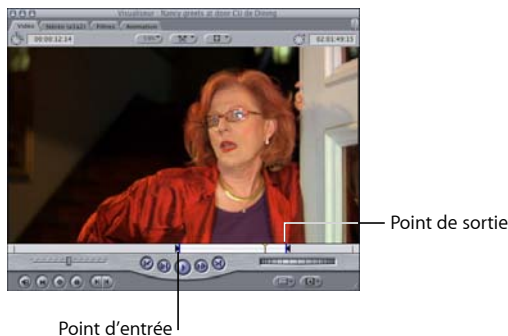 Visualiseur : Nancy greets at door CU de Dining
Vidéo Stéréo (a1a2) Filtres Animation
00:00:12:14 02:01:49:13
Point de sortie
Point d'entrée